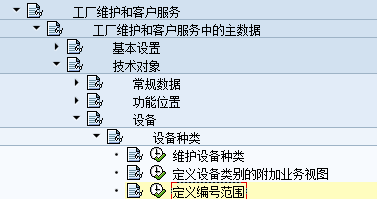 工厂维护和客户服务
工厂维护和客户服务中的主数据
基本设置
技术对象
常规数据
功能位置
设备
设备种类
维护设备种类
定义设备类别的附加业务视图
定义编号范围